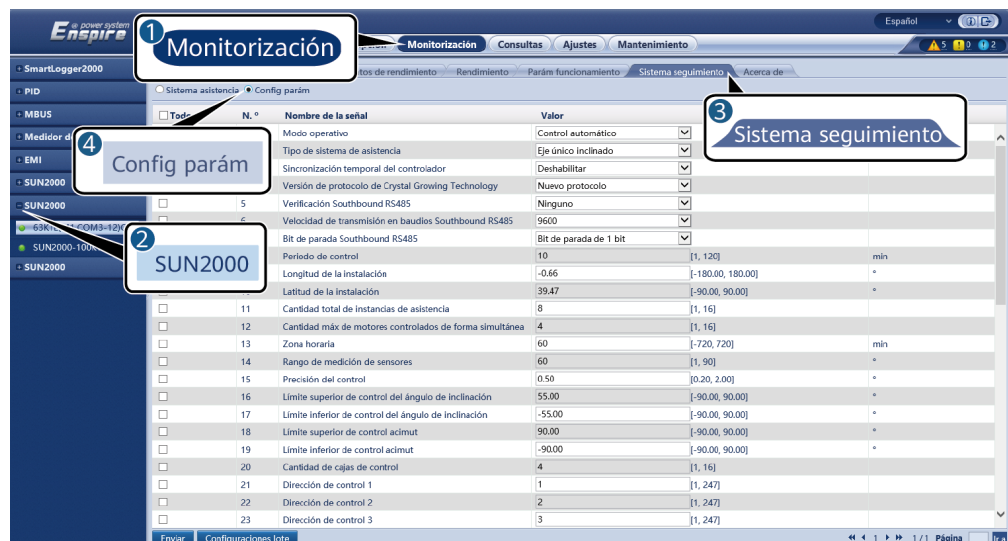 @ power system
Enspire
Español
1
Monitorización
Monitorización Consultas Ajustes Mantenimiento
5 0 2
SmartLogger2000
tos de rendimiento Rendimiento Parám funcionamiento Sistema seguimiento Acerca de
PID
Sistema asistencia Config parám
MBUS
N. º Nombre de la señal Valor
3
Sistema seguimiento
Medidor
Modo operativo Control automático
4
Config parám
Tipo de sistema de asistencia Eje único inclinado
EMI
Sincronización temporal del controlador Deshabilitar
SUN2000
Versión de protocolo de Crystal Growing Technology Nuevo protocolo
SUN2000
5 Verificación Southbound RS485 Ninguno
6 Velocidad de transmisión en baudios Southbound RS485 9600
Bit de parada Southbound RS485 Bit de parada de 1 bit
2
SUN2000
SUN2000
Periodo de control 10 [1, 120] min
Longitud de la instalación -0.66 [-180.00, 180.00] °
Latitud de la instalación 39.47 [-90.00, 90.00] °
11 Cantidad total de instancias de asistencia 8 [1, 16]
12 Cantidad máx de motores controlados de forma simultánea 4 [1, 16]
13 Zona horaria 60 [-720, 720] min
14 Rango de medición de sensores 60 [1, 90] °
15 Precisión del control 0.50 [0.20, 2.00] °
16 Límite superior de control del ángulo de inclinación 55.00 [-90.00, 90.00] °
17 Límite inferior de control del ángulo de inclinación -55.00 [-90.00, 90.00] °
18 Límite superior de control acimut 90.00 [-90.00, 90.00] °
19 Límite inferior de control acimut -90.00 [-90.00, 90.00] °
20 Cantidad de cajas de control 4 [1, 16]
21 Dirección de control 1 1 [1, 247]
22 Dirección de control 2 2 [1, 247]
23 Dirección de control 3 3 [1, 247]
Enviar Configuraciones lote 1 1/1 Página